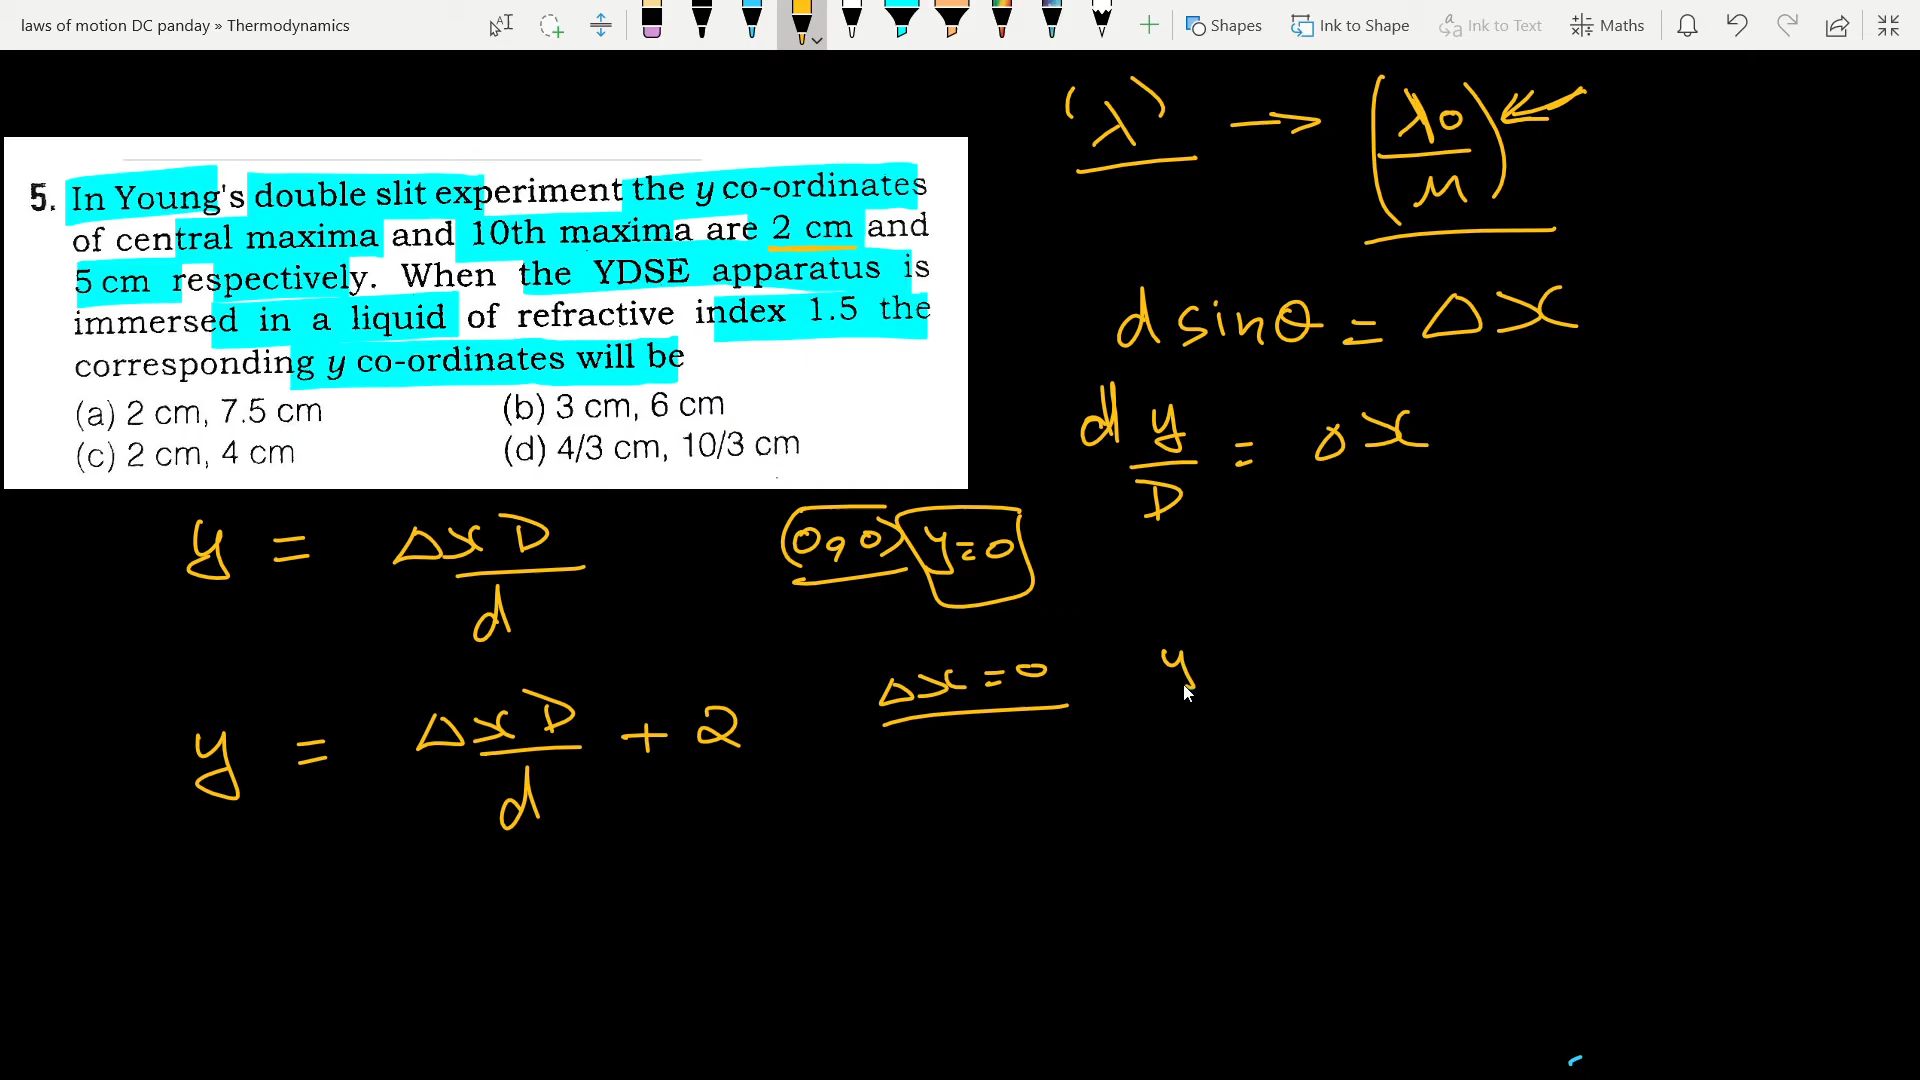 laws of motion DC panday » Thermodynamics
Shapes
Ink to Shape
Ink to Text
Maths
5. In Young's double slit experiment the y co-ordinates
of central maxima and 10th maxima are 2 cm and
5 cm respectively. When the YDSE apparatus is
immersed in a liquid of refractive index 1.5 the
corresponding y co-ordinates will be
(a) 2 cm, 7.5 cm (b) 3 cm, 6 cm
(c) 2 cm, 4 cm (d) 4/3 cm, 10/3 cm
'λ' → (λ0/μ)
d sinθ = Δx
d y/D = Δx
y = ΔxD/d
(0,0) y=0
Δx=0
y
y = ΔxD/d + 2